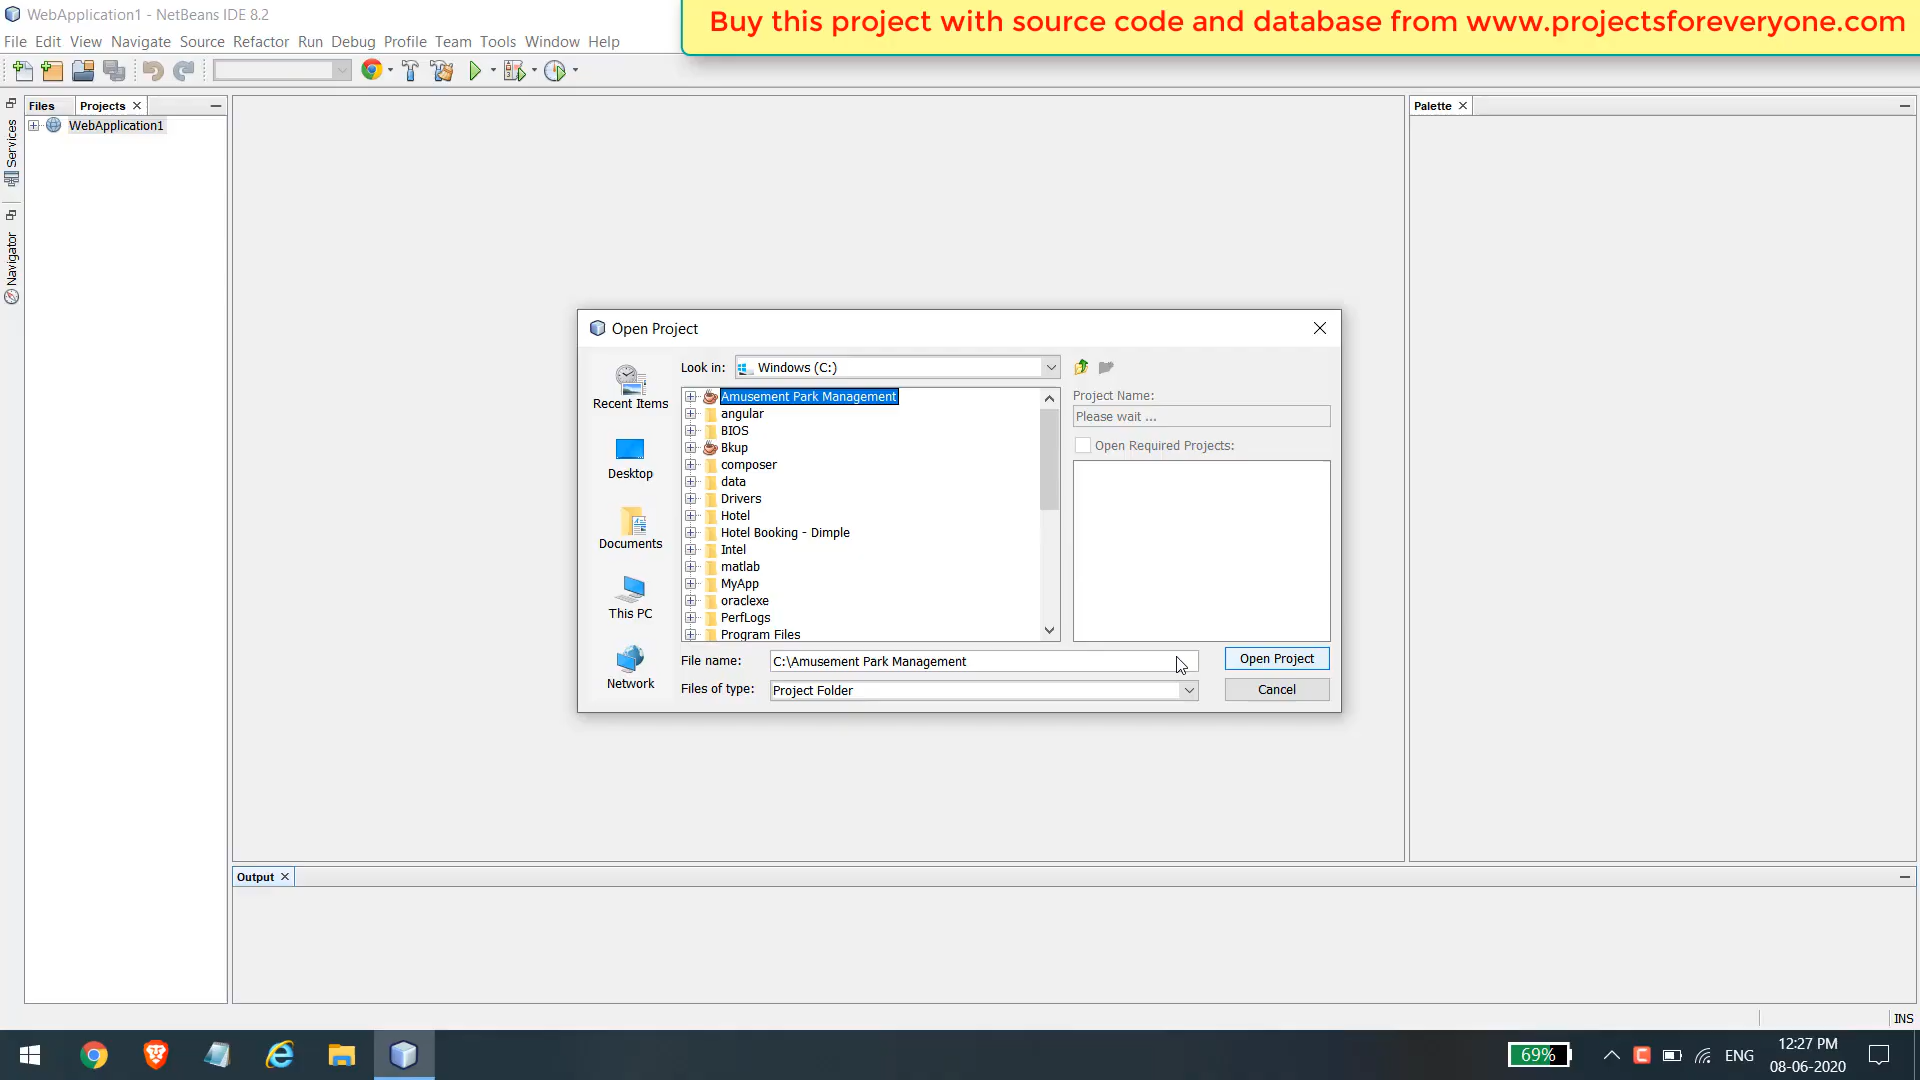 WebApplication1 - NetBeans IDE 8.2
Buy this project with source code and database from www.projectsforeveryone.com
File Edit View Navigate Source Refactor Run Debug Profile Team Tools Window Help
Files Projects
Services
Navigator
WebApplication1
Palette
Open Project
Look in: Windows (C:)
Recent Items
Desktop
Documents
This PC
Network
Amusement Park Management
angular
BIOS
Bkup
composer
data
Drivers
Hotel
Hotel Booking - Dimple
Intel
matlab
MyApp
oraclexe
PerfLogs
Program Files
Project Name:
Please wait ...
Open Required Projects:
File name: C:\Amusement Park Management
Open Project
Files of type: Project Folder
Cancel
Output
INS
69%
ENG
12:27 PM
08-06-2020